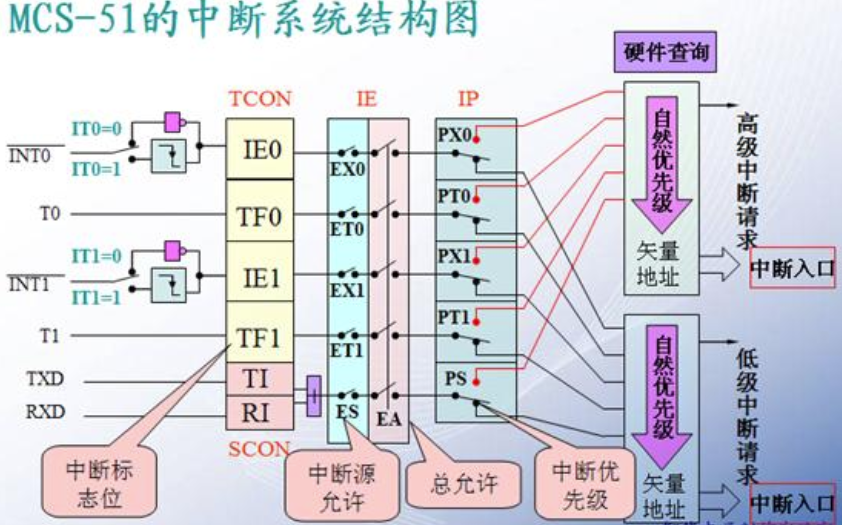 MCS-51的中断系统结构图
硬件查询
TCON
IE
IP
IT0=0
INT0
IT0=1
IE0
EX0
PX0
T0
TF0
ET0
PT0
IT1=0
INT1
IT1=1
IE1
EX1
PX1
T1
TF1
ET1
PT1
TXD
TI
RXD
RI
ES
EA
PS
SCON
自然优先级
矢量
地址
高级中断请求
中断入口
自然优先级
矢量
地址
低级中断请求
中断入口
中断标
志位
中断源
允许
总允许
中断优
先级